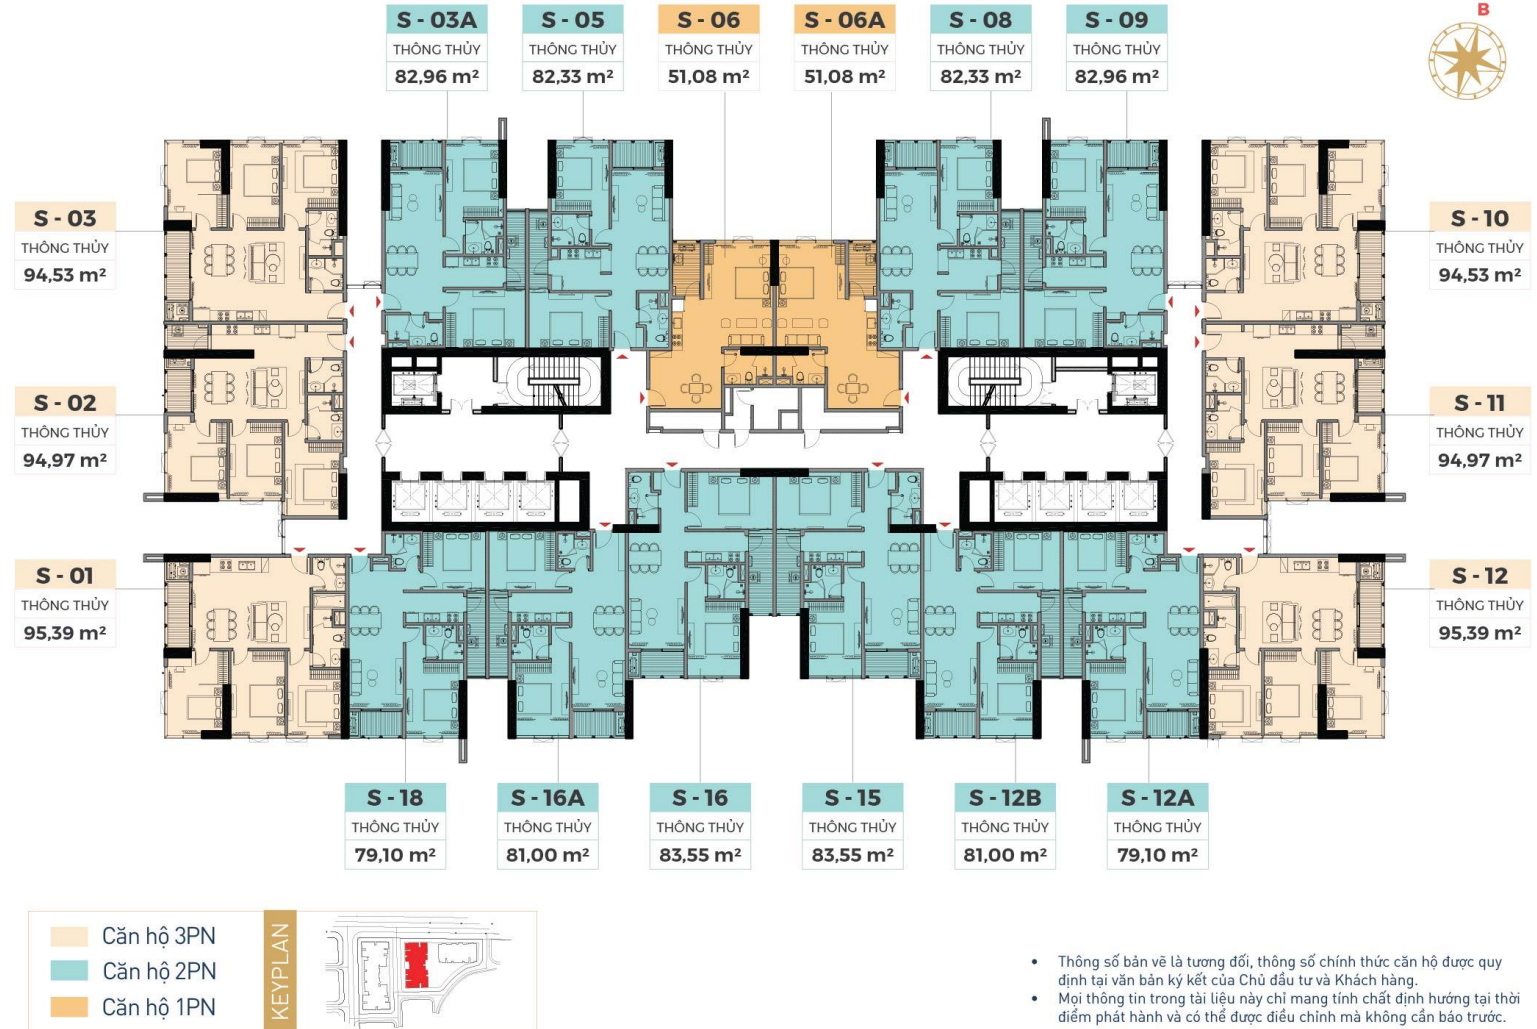 B
S - 03A
THÔNG THỦY
82,96 m²
S - 05
THÔNG THỦY
82,33 m²
S - 06
THÔNG THỦY
51,08 m²
S - 06A
THÔNG THỦY
51,08 m²
S - 08
THÔNG THỦY
82,33 m²
S - 09
THÔNG THỦY
82,96 m²
S - 03
THÔNG THỦY
94,53 m²
S - 10
THÔNG THỦY
94,53 m²
S - 02
THÔNG THỦY
94,97 m²
S - 11
THÔNG THỦY
94,97 m²
S - 01
THÔNG THỦY
95,39 m²
S - 12
THÔNG THỦY
95,39 m²
S - 18
THÔNG THỦY
79,10 m²
S - 16A
THÔNG THỦY
81,00 m²
S - 16
THÔNG THỦY
83,55 m²
S - 15
THÔNG THỦY
83,55 m²
S - 12B
THÔNG THỦY
81,00 m²
S - 12A
THÔNG THỦY
79,10 m²
Căn hộ 3PN
Căn hộ 2PN
Căn hộ 1PN
KEYPLAN
• Thông số bản vẽ là tương đối, thông số chính thức căn hộ được quy
định tại văn bản ký kết của Chủ đầu tư và Khách hàng.
• Mọi thông tin trong tài liệu này chỉ mang tính chất định hướng tại thời
điểm phát hành và có thể được điều chỉnh mà không cần báo trước.